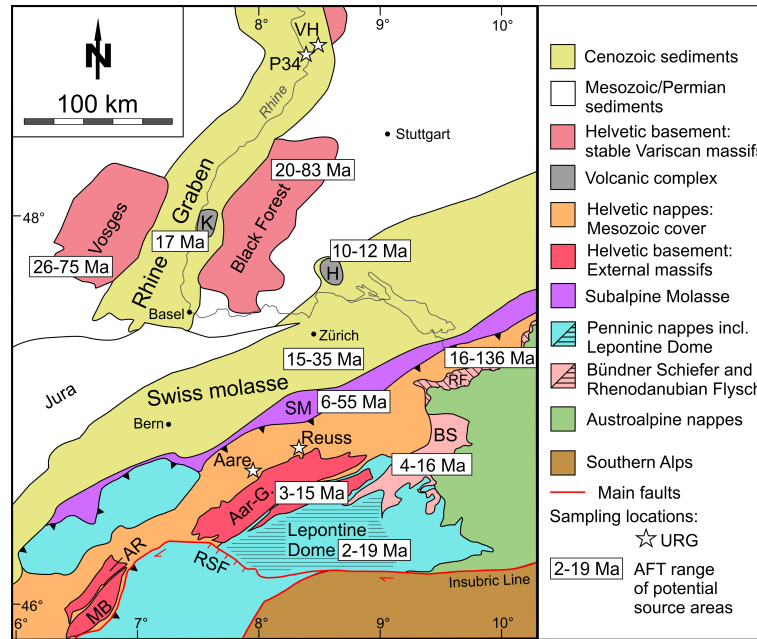 8°
9°
10°
N
100 km
VH
P34
Rhine
Stuttgart
20-83 Ma
48°
Vosges
Rhine Graben
K
17 Ma
Black Forest
10-12 Ma
H
26-75 Ma
Basel
Zürich
15-35 Ma
16-136 Ma
RF
Jura
Swiss molasse
SM
6-55 Ma
Bern
Reuss
BS
Aare
4-16 Ma
Aar-G.
3-15 Ma
Lepontine
Dome
2-19 Ma
AR
RSF
Insubric Line
MB
46°
6°
7°
8°
9°
10°
Cenozoic sediments
Mesozoic/Permian
sediments
Helvetic basement:
stable Variscan massifs
Volcanic complex
Helvetic nappes:
Mesozoic cover
Helvetic basement:
External massifs
Subalpine Molasse
Penninic nappes incl.
Lepontine Dome
Bündner Schiefer and
Rhenodanubian Flysch
Austroalpine nappes
Southern Alps
Main faults
Sampling locations:
URG
2-19 Ma
AFT range
of potential
source areas